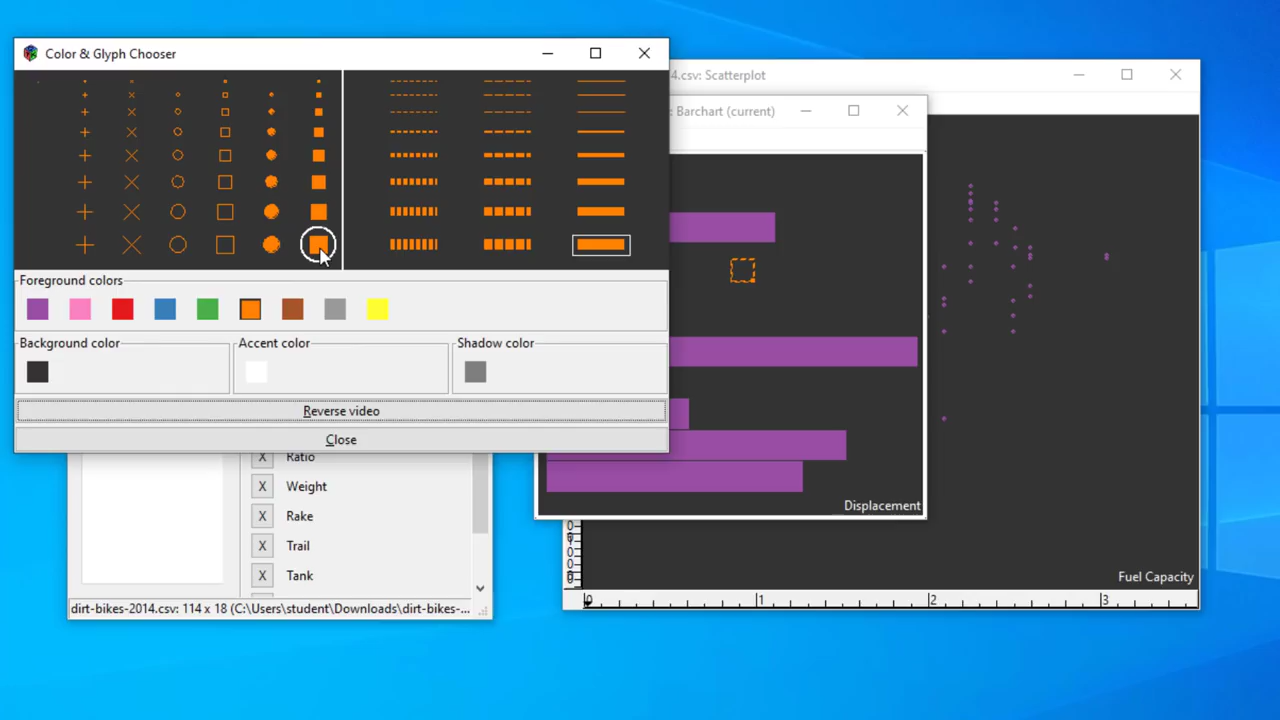 Color & Glyph Chooser
4.csv: Scatterplot
: Barchart (current)
Foreground colors
Background color
Accent color
Shadow color
Reverse video
Close
X Ratio
X Weight
X Rake
X Trail
X Tank
Displacement
Fuel Capacity
0 1 2 3
dirt-bikes-2014.csv: 114 x 18 (C:\Users\student\Downloads\dirt-bikes-...